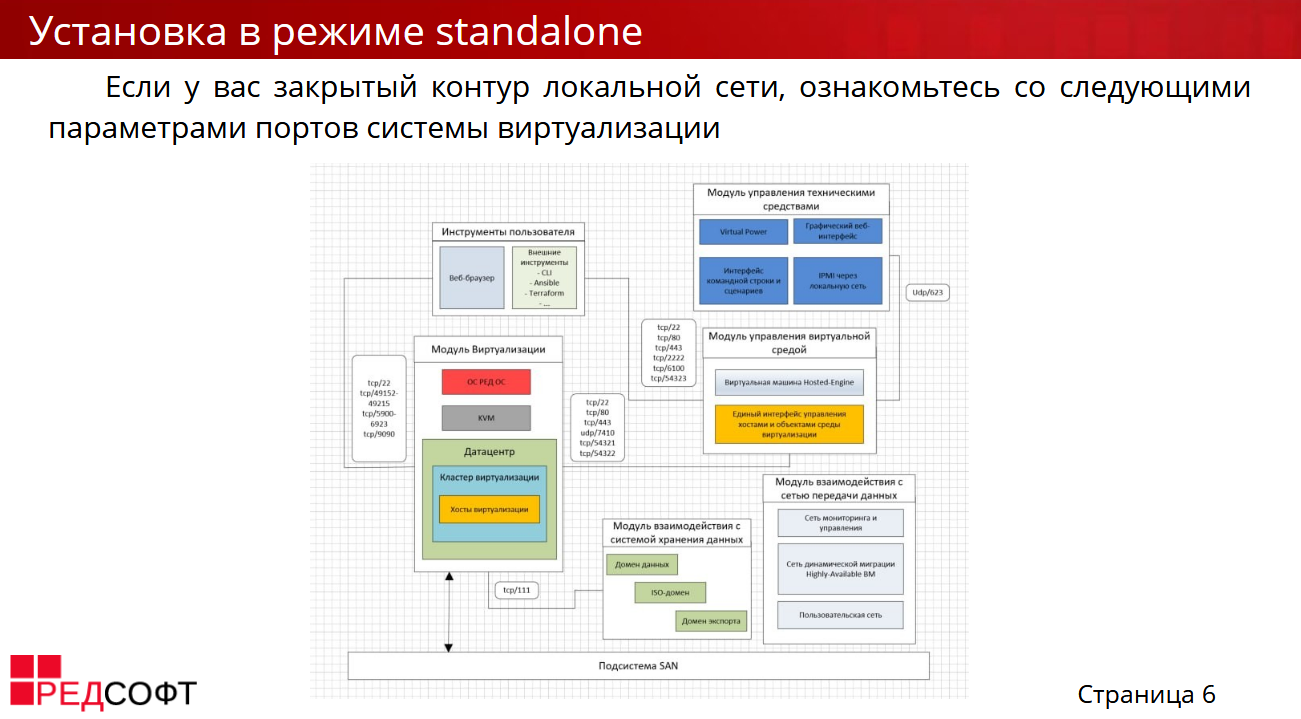 Установка в режиме standalone
Если у вас закрытый контур локальной сети, ознакомьтесь со следующими
параметрами портов системы виртуализации
Модуль управления техническими
средствами
Virtual Power
Графический веб-
интерфейс
Интерфейс
командной строки и
сценариев
IPMI через
локальную сеть
Инструменты пользователя
Веб-браузер
Внешние
инструменты
- CLI
- Ansible
- Terraform
- ...
Udp/623
tcp/22
tcp/80
tcp/443
tcp/2222
tcp/6100
tcp/54323
Модуль управления виртуальной
средой
Виртуальная машина Hosted-Engine
Единый интерфейс управления
хостами и объектами среды
виртуализации
Модуль Виртуализации
ОС РЕД ОС
KVM
Датацентр
Кластер виртуализации
Хосты виртуализации
tcp/22
tcp/49152-
49215
tcp/5900-
6923
tcp/9090
tcp/22
tcp/80
tcp/443
udp/7410
tcp/54321
tcp/54322
Модуль взаимодействия с
сетью передачи данных
Сеть мониторинга и
управления
Сеть динамической миграции
Highly-Available ВМ
Пользовательская сеть
Модуль взаимодействия с
системой хранения данных
Домен данных
ISO-домен
Домен экспорта
tcp/111
Подсистема SAN
РЕДСОФТ
Страница 6